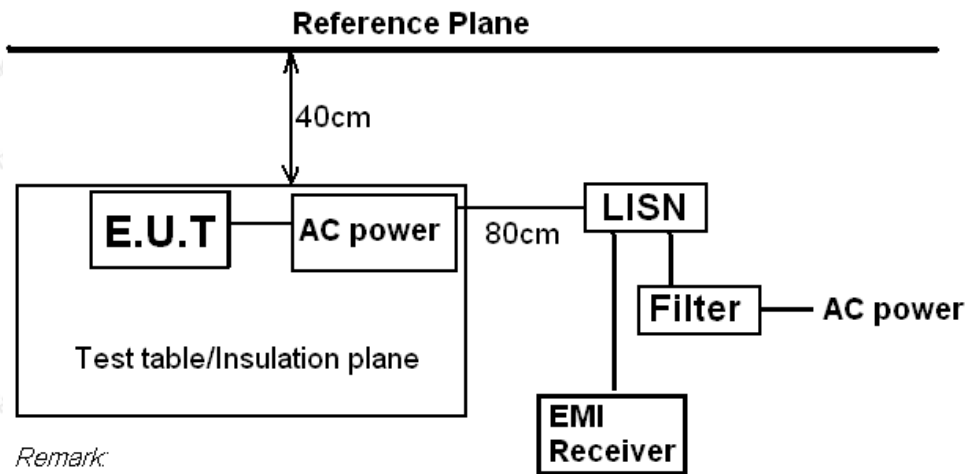 Reference Plane
40cm
E.U.T
AC power
80cm
LISN
Filter
AC power
Test table/Insulation plane
EMI
Receiver
Remark: